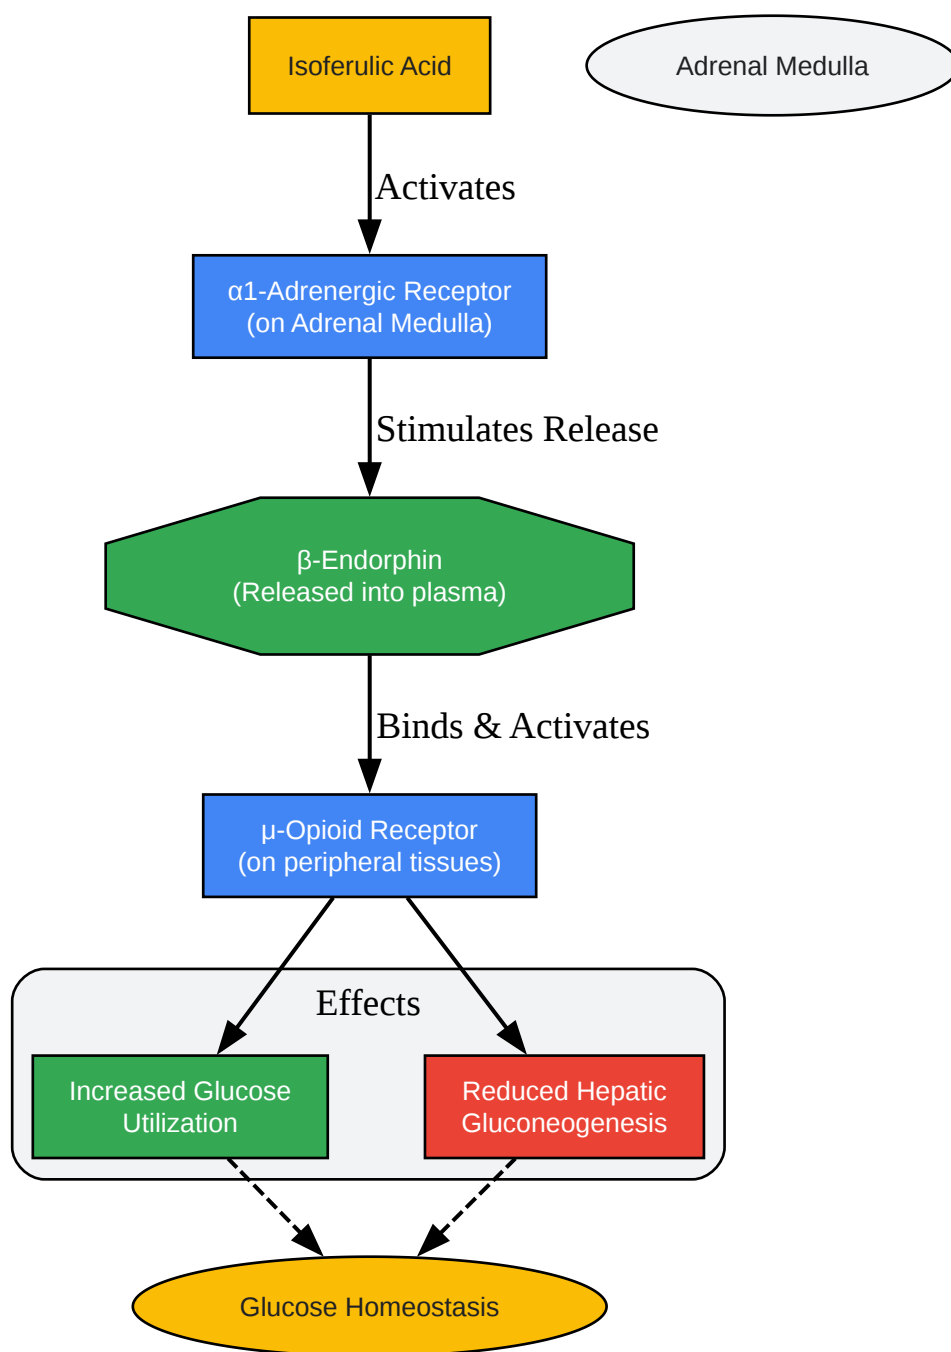 Isoferulic Acid
Adrenal Medulla
Activates
α1-Adrenergic Receptor
(on Adrenal Medulla)
Stimulates Release
β-Endorphin
(Released into plasma)
Binds & Activates
μ-Opioid Receptor
(on peripheral tissues)
Effects
Increased Glucose
Utilization
Reduced Hepatic
Gluconeogenesis
Glucose Homeostasis